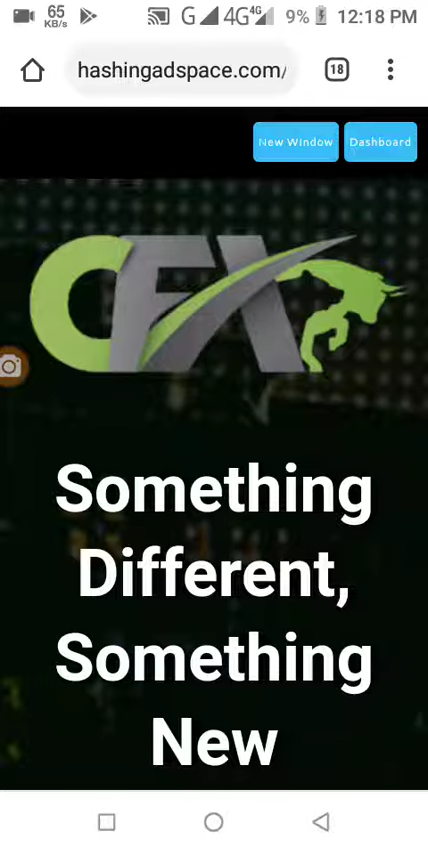 65
KB/s
G
4G
4G
9%
12:18 PM
hashingadspace.com/
18
New Window
Dashboard
CFX
Something
Different,
Something
New